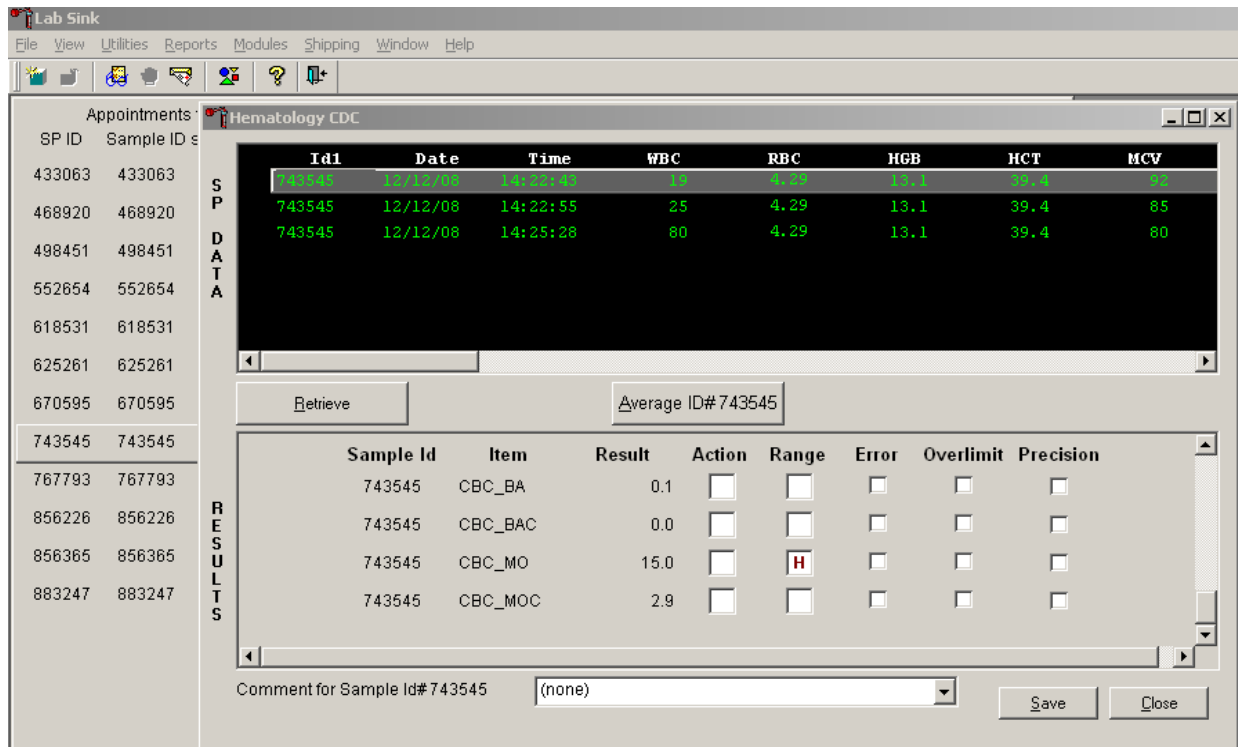 Lab Sink
File View Utilities Reports Modules Shipping Window Help
Appointments
SP ID Sample ID s
433063 433063
468920 468920
498451 498451
552654 552654
618531 618531
625261 625261
670595 670595
743545 743545
767793 767793
856226 856226
856365 856365
883247 883247
Hematology CDC
SP DATA
Id1 Date Time WBC RBC HGB HCT MCV
743545 12/12/08 14:22:43 19 4.29 13.1 39.4 92
743545 12/12/08 14:22:55 25 4.29 13.1 39.4 85
743545 12/12/08 14:25:28 80 4.29 13.1 39.4 80
Retrieve Average ID#743545
RESULTS
Sample Id Item Result Action Range Error Overlimit Precision
743545 CBC_BA 0.1
743545 CBC_BAC 0.0
743545 CBC_MO 15.0 H
743545 CBC_MOC 2.9
Comment for Sample Id#743545 (none)
Save Close